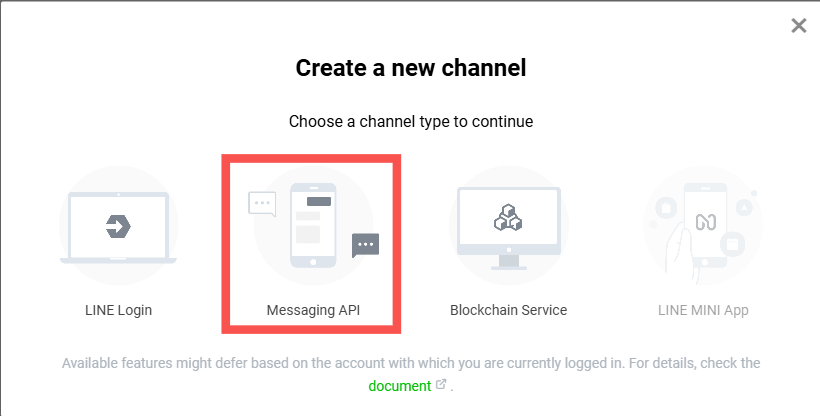 Create a new channel
Choose a channel type to continue
LINE Login
Messaging API
Blockchain Service
LINE MINI App
Available features might defer based on the account with which you are currently logged in. For details, check the
document .